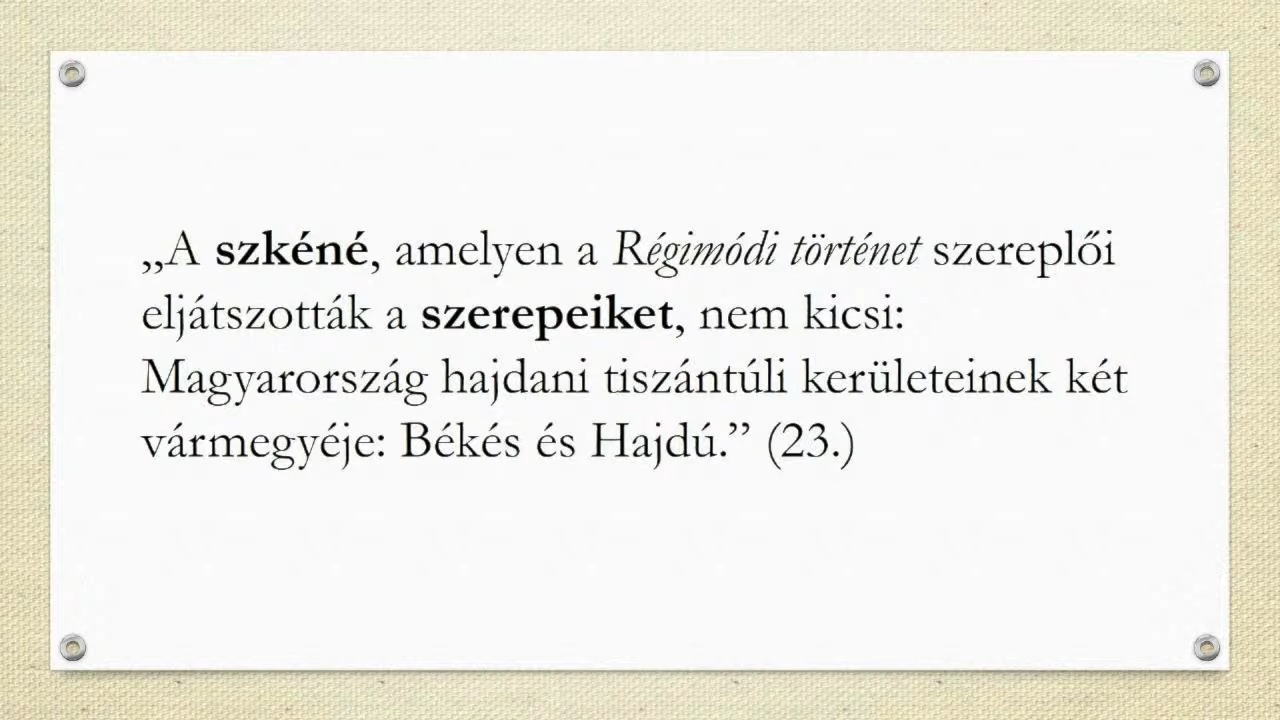 „A szkéné, amelyen a Régimódi történet szereplői
eljátszották a szerepeiket, nem kicsi:
Magyarország hajdani tiszántúli kerületeinek két
vármegyéje: Békés és Hajdú.” (23.)